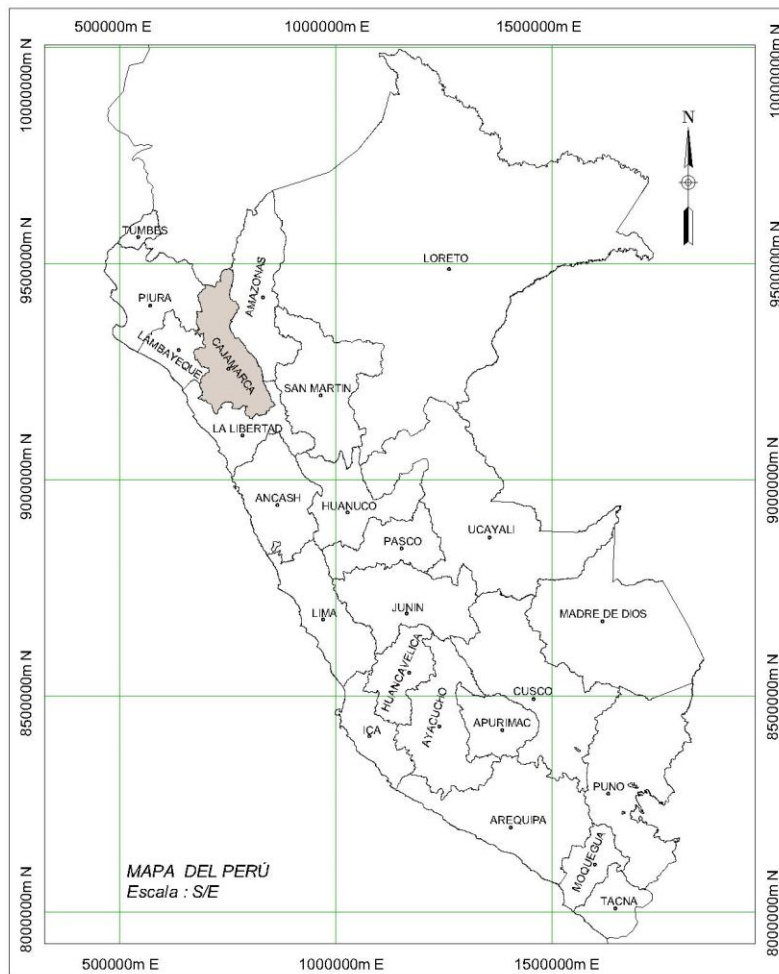 500000m E
1000000m E
1500000m E
10000000m N
10000000m N
N
TUMBES
9500000m N
LORETO
9500000m N
AMAZONAS
PIURA
LAMBAYEQUE
CAJAMARCA
SAN MARTIN
LA LIBERTAD
9000000m N
9000000m N
ANCASH
HUANUCO
UCAYALI
PASCO
LIMA
JUNIN
MADRE DE DIOS
HUANCAVELICA
8500000m N
CUSCO
8500000m N
AYACUCHO
ICA
APURIMAC
PUNO
AREQUIPA
MOQUEGUA
MAPA DEL PERÚ
Escala : S/E
TACNA
8000000m N
8000000m N
500000m E
1000000m E
1500000m E